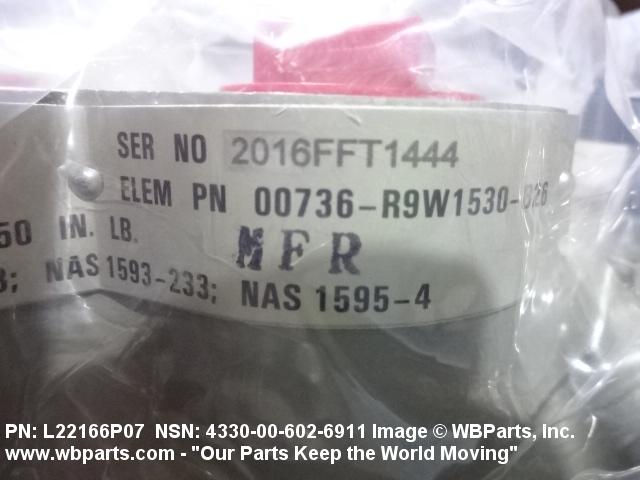 SER NO 2016FFT1444
ELEM PN 00736-R9W1530-
50 IN. LB.
MFR
3; NAS 1593-233; NAS 1595-4
PN: L22166P07 NSN: 4330-00-602-6911 Image © WBParts, Inc.
www.wbparts.com - "Our Parts Keep the World Moving"